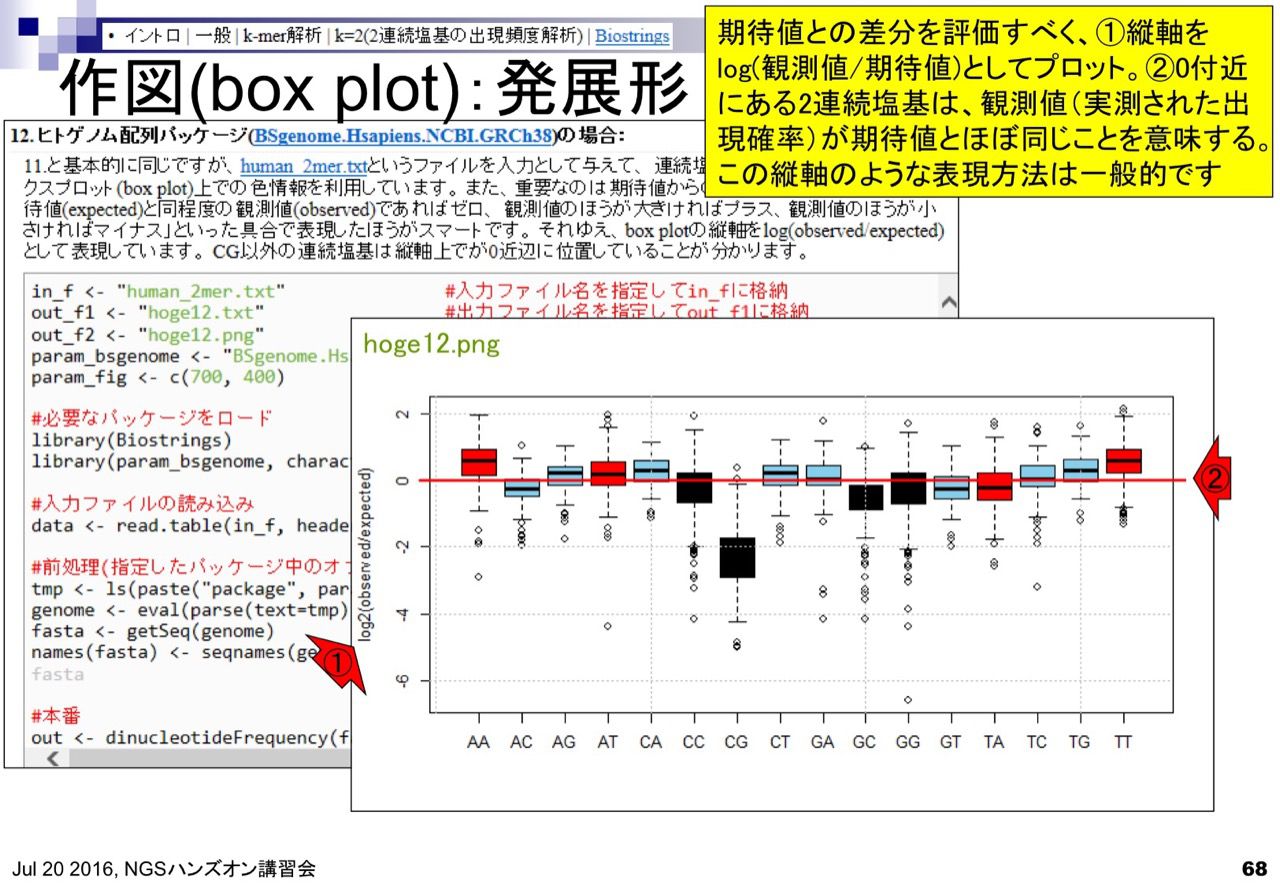 • イントロ | 一般 | k-mer解析 | k=2(2連続塩基の出現頻度解析) | Biostrings
作図(box plot)：発展形
期待値との差分を評価すべく、①縦軸を
log(観測値/期待値)としてプロット。②0付近
にある2連続塩基は、観測値（実測された出
現確率）が期待値とほぼ同じことを意味する。
この縦軸のような表現方法は一般的です
12. ヒトゲノム配列パッケージ(BSgenome.Hsapiens.NCBI.GRCh38)の場合:
11.と基本的に同じですが、human_2mer.txtというファイルを入力として与えて、連続塩
クスプロット(box plot)上での色情報を利用しています。また、重要なのは期待値から
待値(expected)と同程度の観測値(observed)であればゼロ、観測値のほうが大きければプラス、観測値のほうが小
さければマイナス」といった具合で表現したほうがスマートです。それゆえ、box plotの縦軸をlog(observed/expected)
として表現しています。CG以外の連続塩基は縦軸上でが0近辺に位置していることが分かります。
in_f <- "human_2mer.txt" #入力ファイル名を指定してin_fに格納
out_f1 <- "hoge12.txt" #出力ファイル名を指定してout_f1に格納
out_f2 <- "hoge12.png"
param_bsgenome <- "BSgenome.Hs
param_fig <- c(700, 400)
#必要なパッケージをロード
library(Biostrings)
library(param_bsgenome, charac
#入力ファイルの読み込み
data <- read.table(in_f, heade
#前処理(指定したパッケージ中のオブ
tmp <- ls(paste("package", par
genome <- eval(parse(text=tmp)
fasta <- getSeq(genome)
names(fasta) <- seqnames(ge
fasta
#本番
out <- dinucleotideFrequency(f
①
hoge12.png
log2(observed/expected)
2
0
-2
-4
-6
AA AC AG AT CA CC CG CT GA GC GG GT TA TC TG TT
②
Jul 20 2016, NGSハンズオン講習会
68